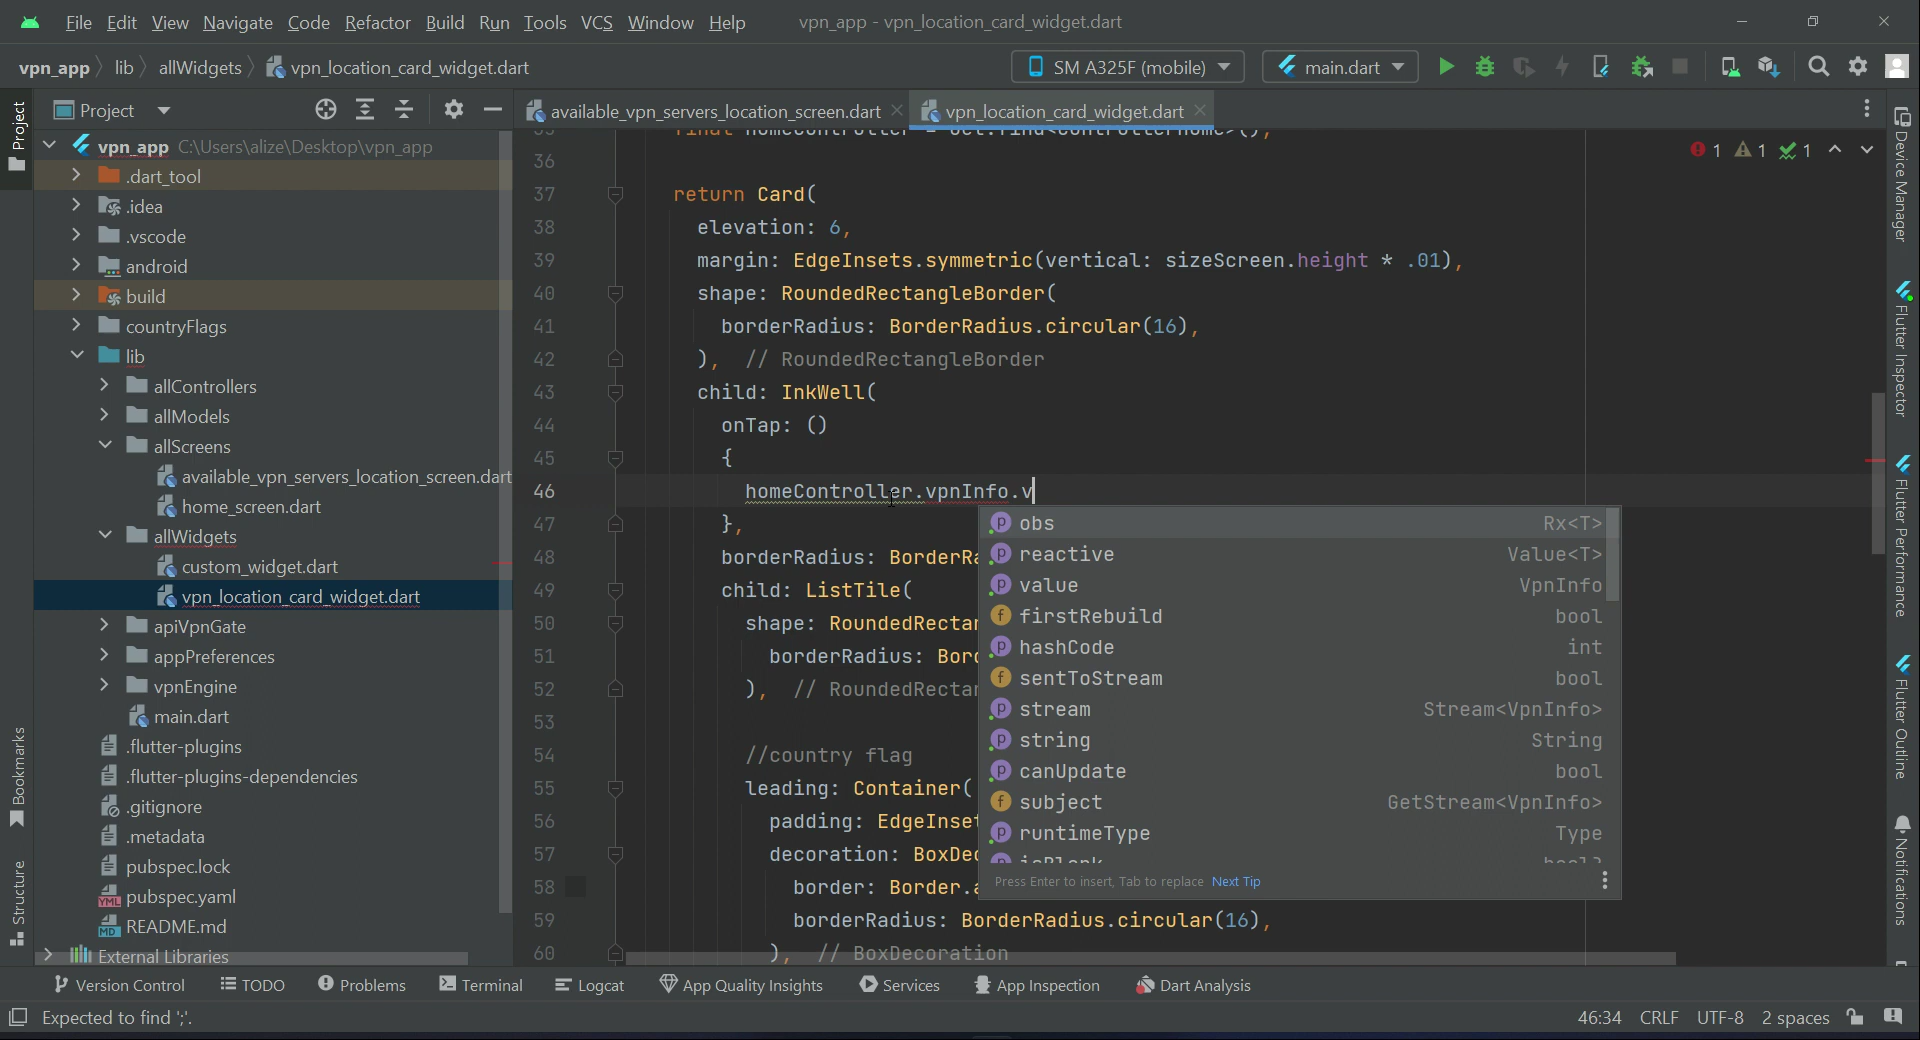 File Edit View Navigate Code Refactor Build Run Tools VCS Window Help vpn_app - vpn_location_card_widget.dart
vpn_app lib allWidgets vpn_location_card_widget.dart SM A325F (mobile) main.dart
Project available_vpn_servers_location_screen.dart vpn_location_card_widget.dart
Project
Bookmarks
Structure
vpn_app C:\Users\alize\Desktop\vpn_app
.dart_tool
.idea
.vscode
android
build
countryFlags
lib
allControllers
allModels
allScreens
available_vpn_servers_location_screen.dart
home_screen.dart
allWidgets
custom_widget.dart
vpn_location_card_widget.dart
apiVpnGate
appPreferences
vpnEngine
main.dart
.flutter-plugins
.flutter-plugins-dependencies
.gitignore
.metadata
pubspec.lock
pubspec.yaml
README.md
External Libraries
1 1 1
36
37 return Card(
38 elevation: 6,
39 margin: EdgeInsets.symmetric(vertical: sizeScreen.height * .01),
40 shape: RoundedRectangleBorder(
41 borderRadius: BorderRadius.circular(16),
42 ), // RoundedRectangleBorder
43 child: InkWell(
44 onTap: ()
45 {
46 homeController.vpnInfo.v
47 },
48 borderRadius: BorderRa
49 child: ListTile(
50 shape: RoundedRectan
51 borderRadius: Bord
52 ), // RoundedRectan
53
54 //country flag
55 leading: Container(
56 padding: EdgeInset
57 decoration: BoxDec
58 border: Border.a
59 borderRadius: BorderRadius.circular(16),
60 ), // BoxDecoration
obs Rx<T>
reactive Value<T>
value VpnInfo
firstRebuild bool
hashCode int
sentToStream bool
stream Stream<VpnInfo>
string String
canUpdate bool
subject GetStream<VpnInfo>
runtimeType Type
Press Enter to insert, Tab to replace Next Tip
Device Manager
Flutter Inspector
Flutter Performance
Flutter Outline
Notifications
Version Control TODO Problems Terminal Logcat App Quality Insights Services App Inspection Dart Analysis
Expected to find ';'. 46:34 CRLF UTF-8 2 spaces